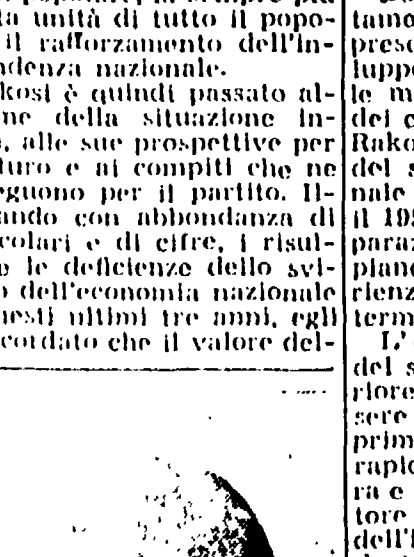 ta unità di tutto il popo-
il rafforzamento dell'in-
ndenza nazionale.
kosi è quindi passato al-
ne della situazione in-
, alle sue prospettive per
turo e ai compiti che ne
eguono per il partito. Il-
ando con abbondanza di
colari e di cifre, i risul-
e le deficienze dello svi-
o dell'economia nazionale
uesti ultimi tre anni, egli
cordato che il valore del-
tamo
preso
luppo
le m
dei c
Rako
del s
nale
il 195
paraz
piano
rienz
term
L'
del s
riore
sere
prim
rapid
ra e
tore
dell'